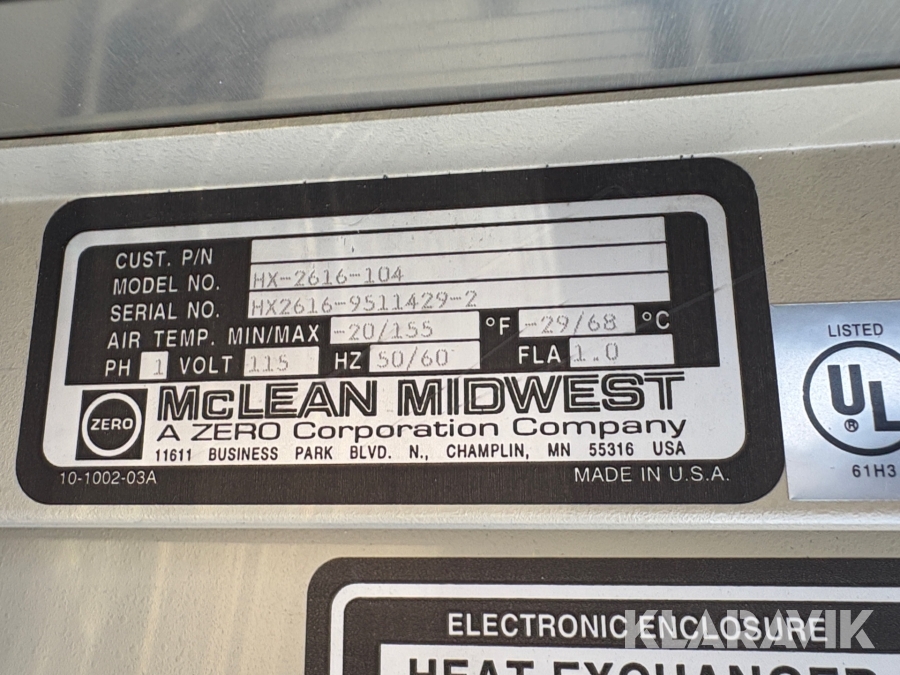 CUST. P/N
MODEL NO. HX-2616-104
SERIAL NO. HX2616-9511429-2
AIR TEMP. MIN/MAX -20/155 °F -29/68 °C
PH 1 VOLT 115 HZ 50/60 FLA 1.0
ZERO
McLEAN MIDWEST
A ZERO Corporation Company
11611 BUSINESS PARK BLVD. N., CHAMPLIN, MN 55316 USA
10-1002-03A MADE IN U.S.A.
LISTED
UL
®
61H3
ELECTRONIC ENCLOSURE
KLARAVIK
HEAT EXCHANGER